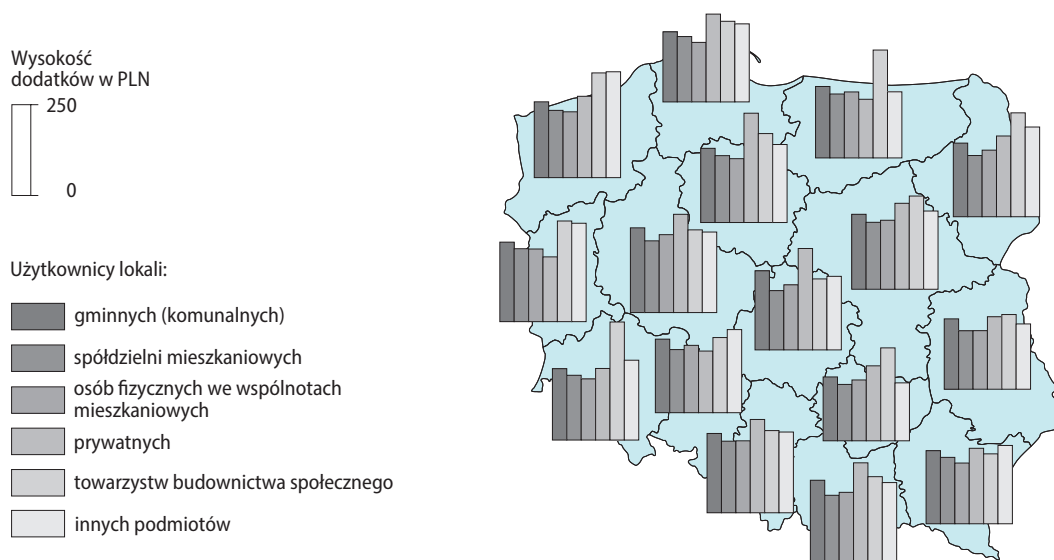 Wysokość
dodatków w PLN
250
0
Użytkownicy lokali:
gminnych (komunalnych)
spółdzielni mieszkaniowych
osób fizycznych we wspólnotach
mieszkaniowych
prywatnych
towarzystw budownictwa społecznego
innych podmiotów